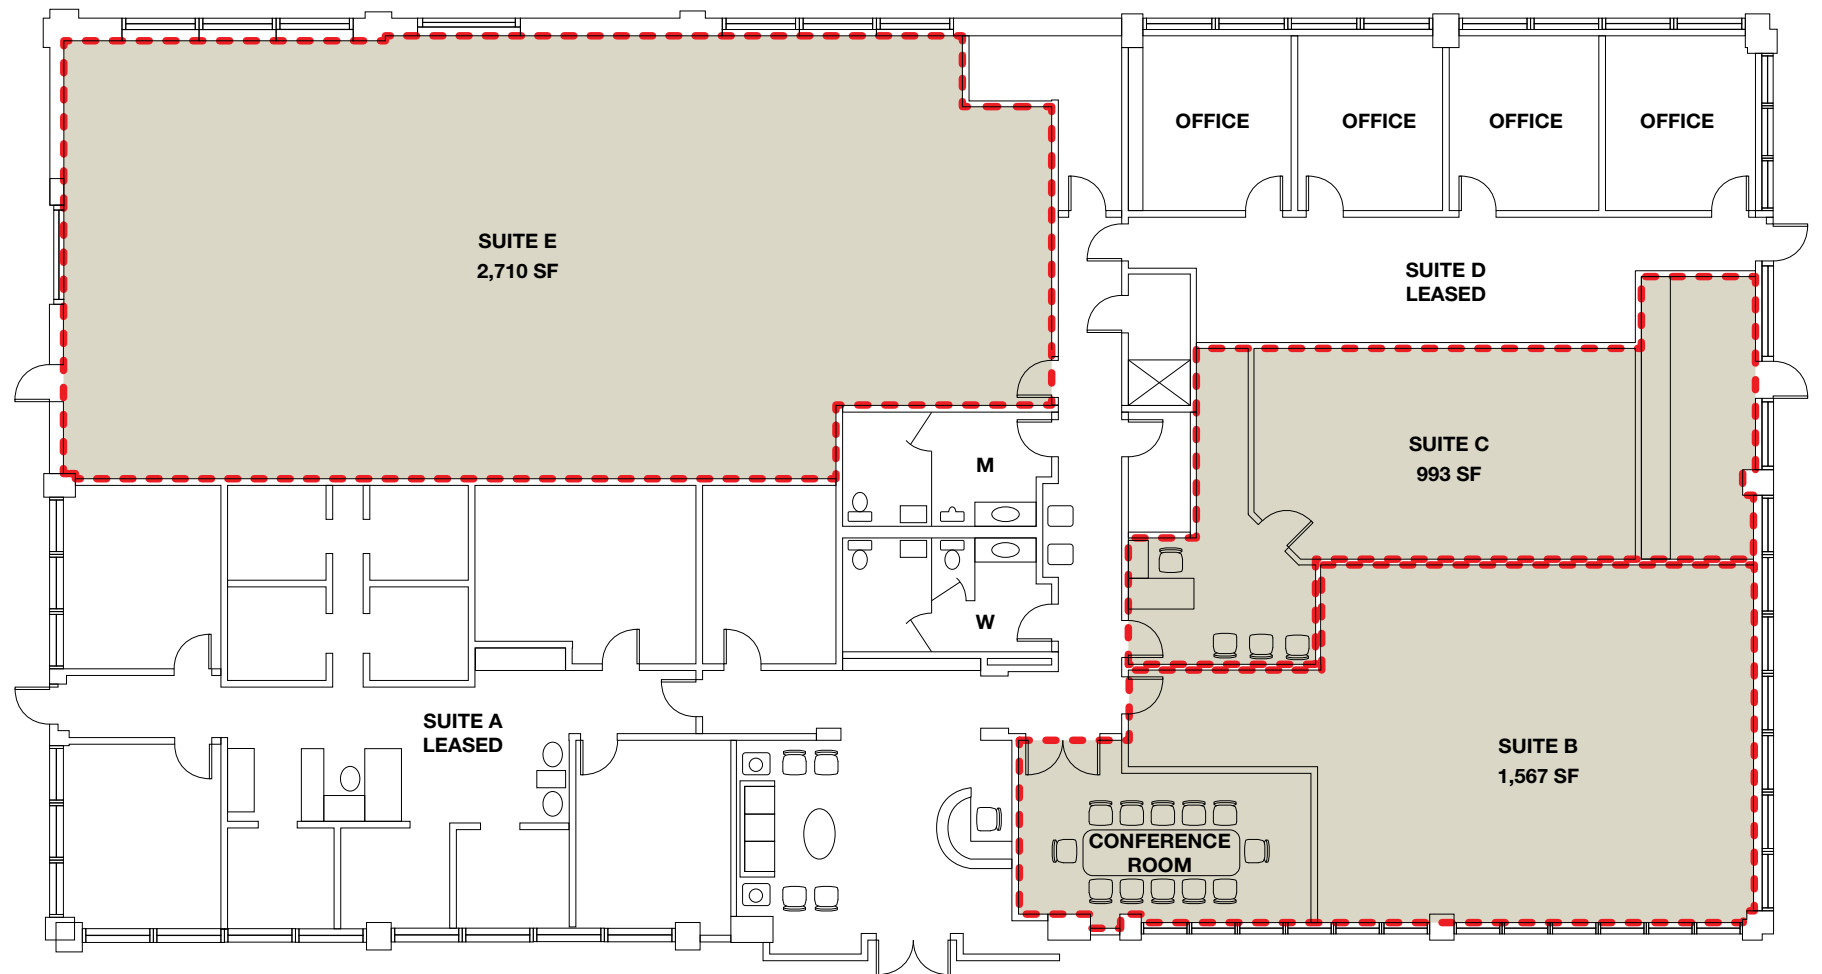 OFFICE
OFFICE
OFFICE
OFFICE
SUITE E
2,710 SF
SUITE D
LEASED
SUITE C
993 SF
M
W
SUITE A
LEASED
SUITE B
1,567 SF
CONFERENCE
ROOM